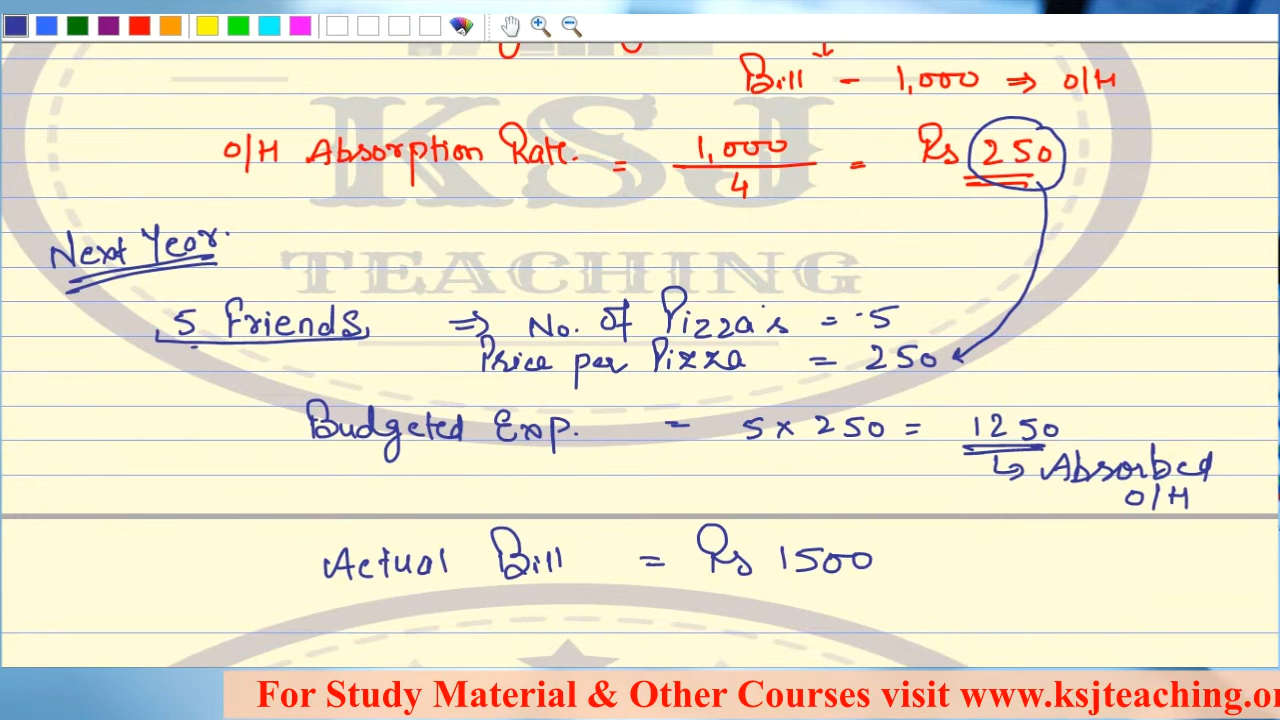 Bill - 1,000 ⇒ O/H
O/H Absorption Rate. = 1,000 / 4 = Rs 250
KSJ
TEACHING
Next Year.
5 Friends ⇒ No. of Pizza's = 5
Price per Pizza = 250
Budgeted Exp. = 5 x 250 = 1250
↳ Absorbed
O/H
Actual Bill = Rs 1500
For Study Material & Other Courses visit www.ksjteaching.or